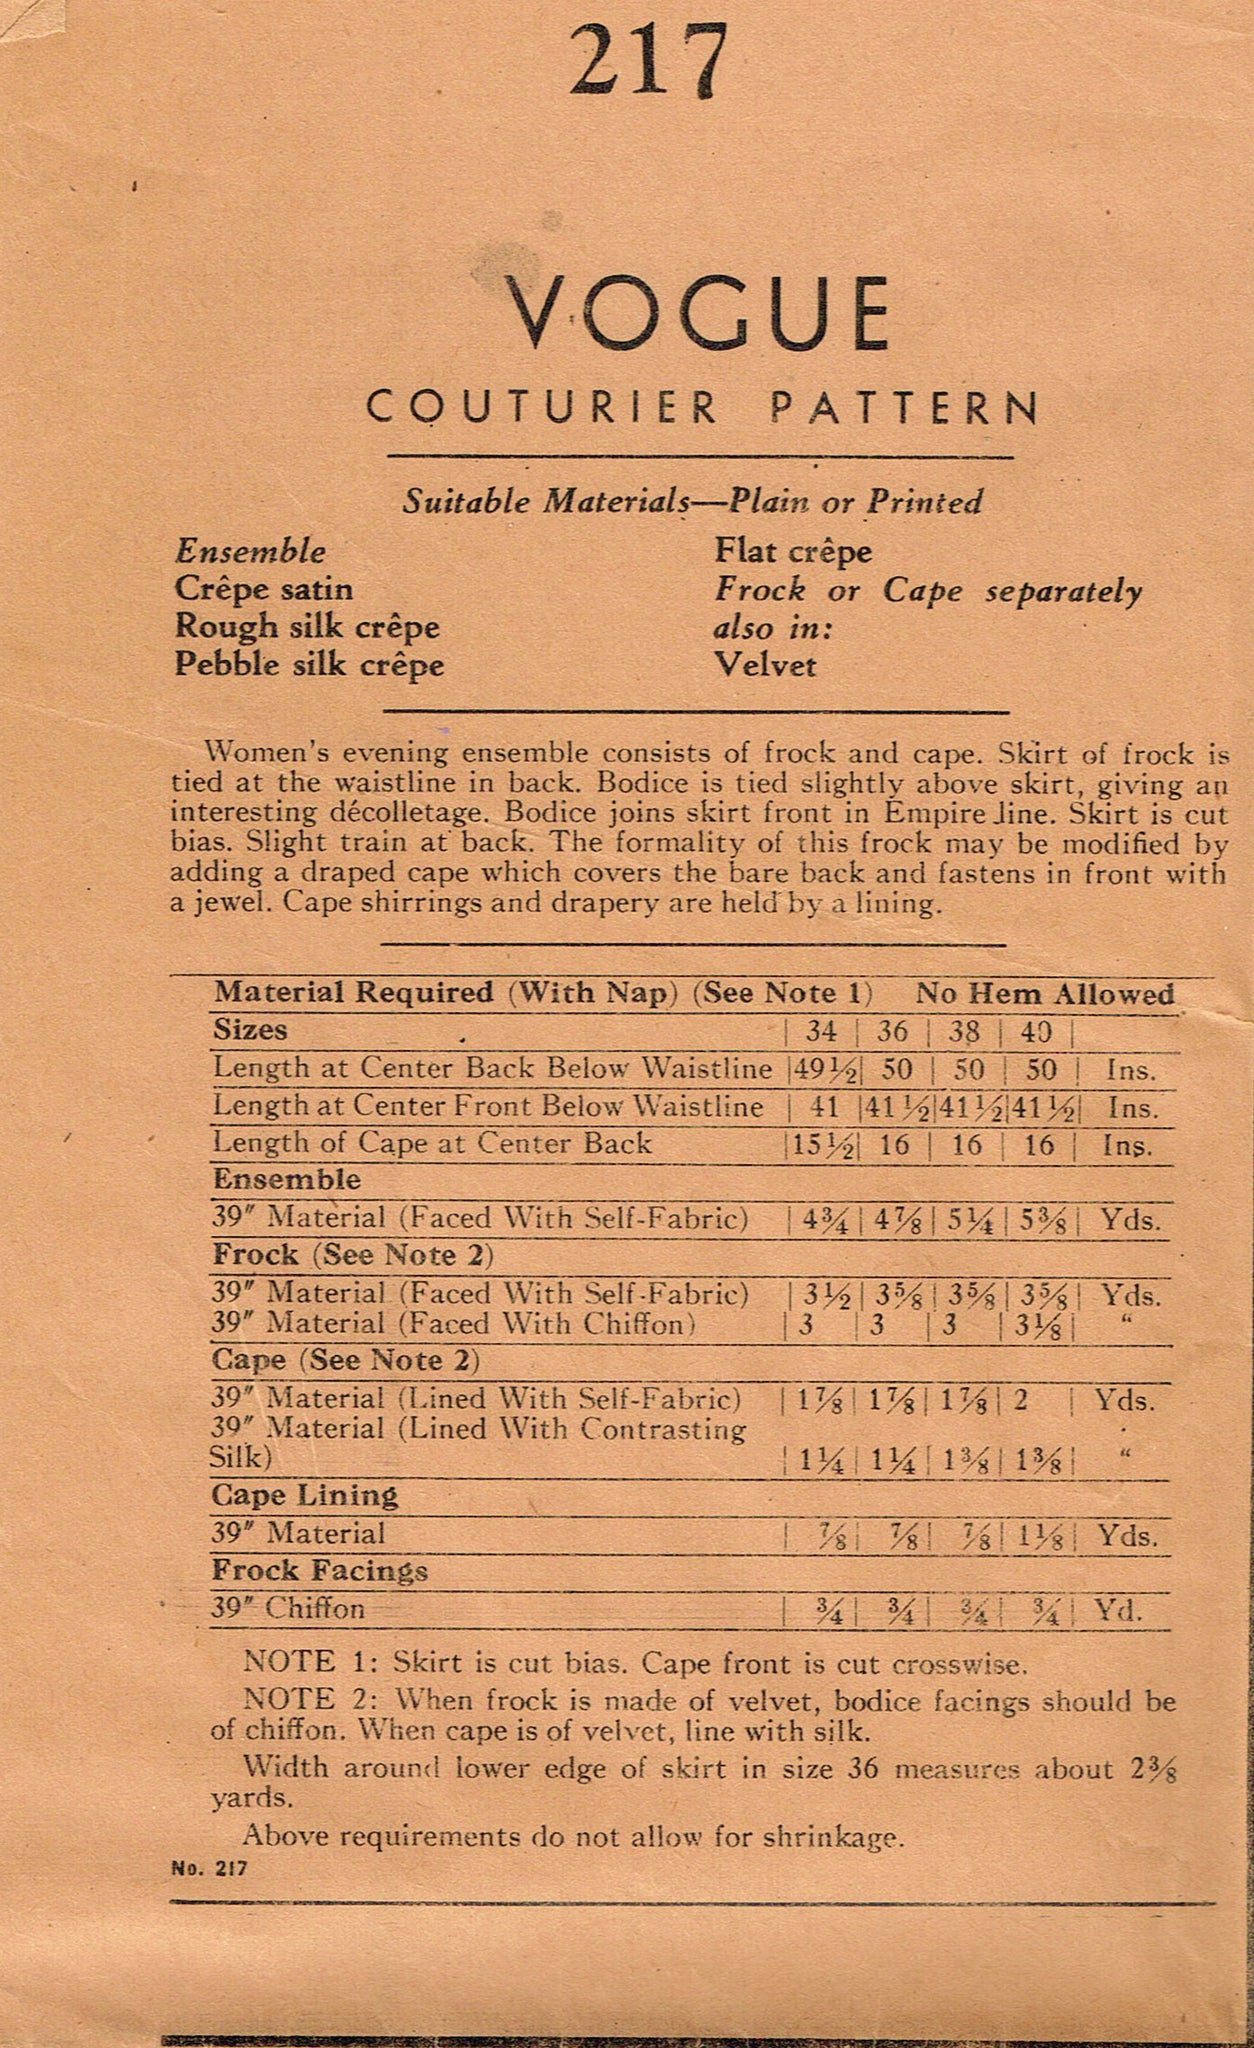 217
VOGUE
COUTURIER PATTERN
Suitable Materials—Plain or Printed
Ensemble
Crêpe satin
Rough silk crêpe
Pebble silk crêpe
Flat crêpe
Frock or Cape separately
also in:
Velvet
Women's evening ensemble consists of frock and cape. Skirt of frock is
tied at the waistline in back. Bodice is tied slightly above skirt, giving an
interesting décolletage. Bodice joins skirt front in Empire line. Skirt is cut
bias. Slight train at back. The formality of this frock may be modified by
adding a draped cape which covers the bare back and fastens in front with
a jewel. Cape shirrings and drapery are held by a lining.
Material Required (With Nap) (See Note 1) No Hem Allowed
Sizes | 34 | 36 | 38 | 40 |
Length at Center Back Below Waistline |49½| 50 | 50 | 50 | Ins.
Length at Center Front Below Waistline | 41 |41½|41½|41½| Ins.
Length of Cape at Center Back |15½| 16 | 16 | 16 | Ins.
Ensemble
39″ Material (Faced With Self-Fabric) | 4¾ | 4⅞ | 5¼ | 5⅜ | Yds.
Frock (See Note 2)
39″ Material (Faced With Self-Fabric) | 3½ | 3⅝ | 3⅝ | 3⅝ | Yds.
39″ Material (Faced With Chiffon) | 3 | 3 | 3 | 3⅛ | “
Cape (See Note 2)
39″ Material (Lined With Self-Fabric) | 1⅞ | 1⅞ | 1⅞ | 2 | Yds.
39″ Material (Lined With Contrasting
Silk) | 1¼ | 1¼ | 1⅜ | 1⅜ | “
Cape Lining
39″ Material | ⅞ | ⅞ | ⅞ | 1⅛ | Yds.
Frock Facings
39″ Chiffon | ¾ | ¾ | ¾ | ¾ | Yd.
NOTE 1: Skirt is cut bias. Cape front is cut crosswise.
NOTE 2: When frock is made of velvet, bodice facings should be
of chiffon. When cape is of velvet, line with silk.
Width around lower edge of skirt in size 36 measures about 2⅜
yards.
Above requirements do not allow for shrinkage.
No. 217